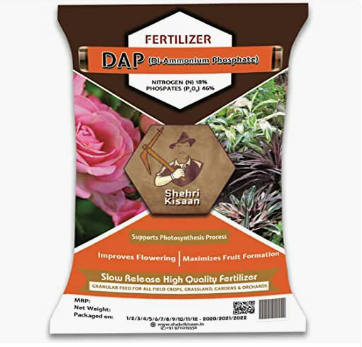 FERTILIZER
DAP (Di-Ammonium Phosphate)
NITROGEN (N) 18%
PHOSPATES (P₂O₅) 46%
Shehri
Kisaan
Supports Photosynthesis Process
Improves Flowering | Maximizes Fruit Formation
Slow Release High Quality Fertilizer
GRANULAR FEED FOR ALL FIELD CROPS, GRASSLAND, GARDENS & ORCHARDS
MRP:
Net Weight:
Packaged on: 1/2/3/4/5/6/7/8/9/10/11/12 - 2020/2021/2022
www.shehrikisaan.in